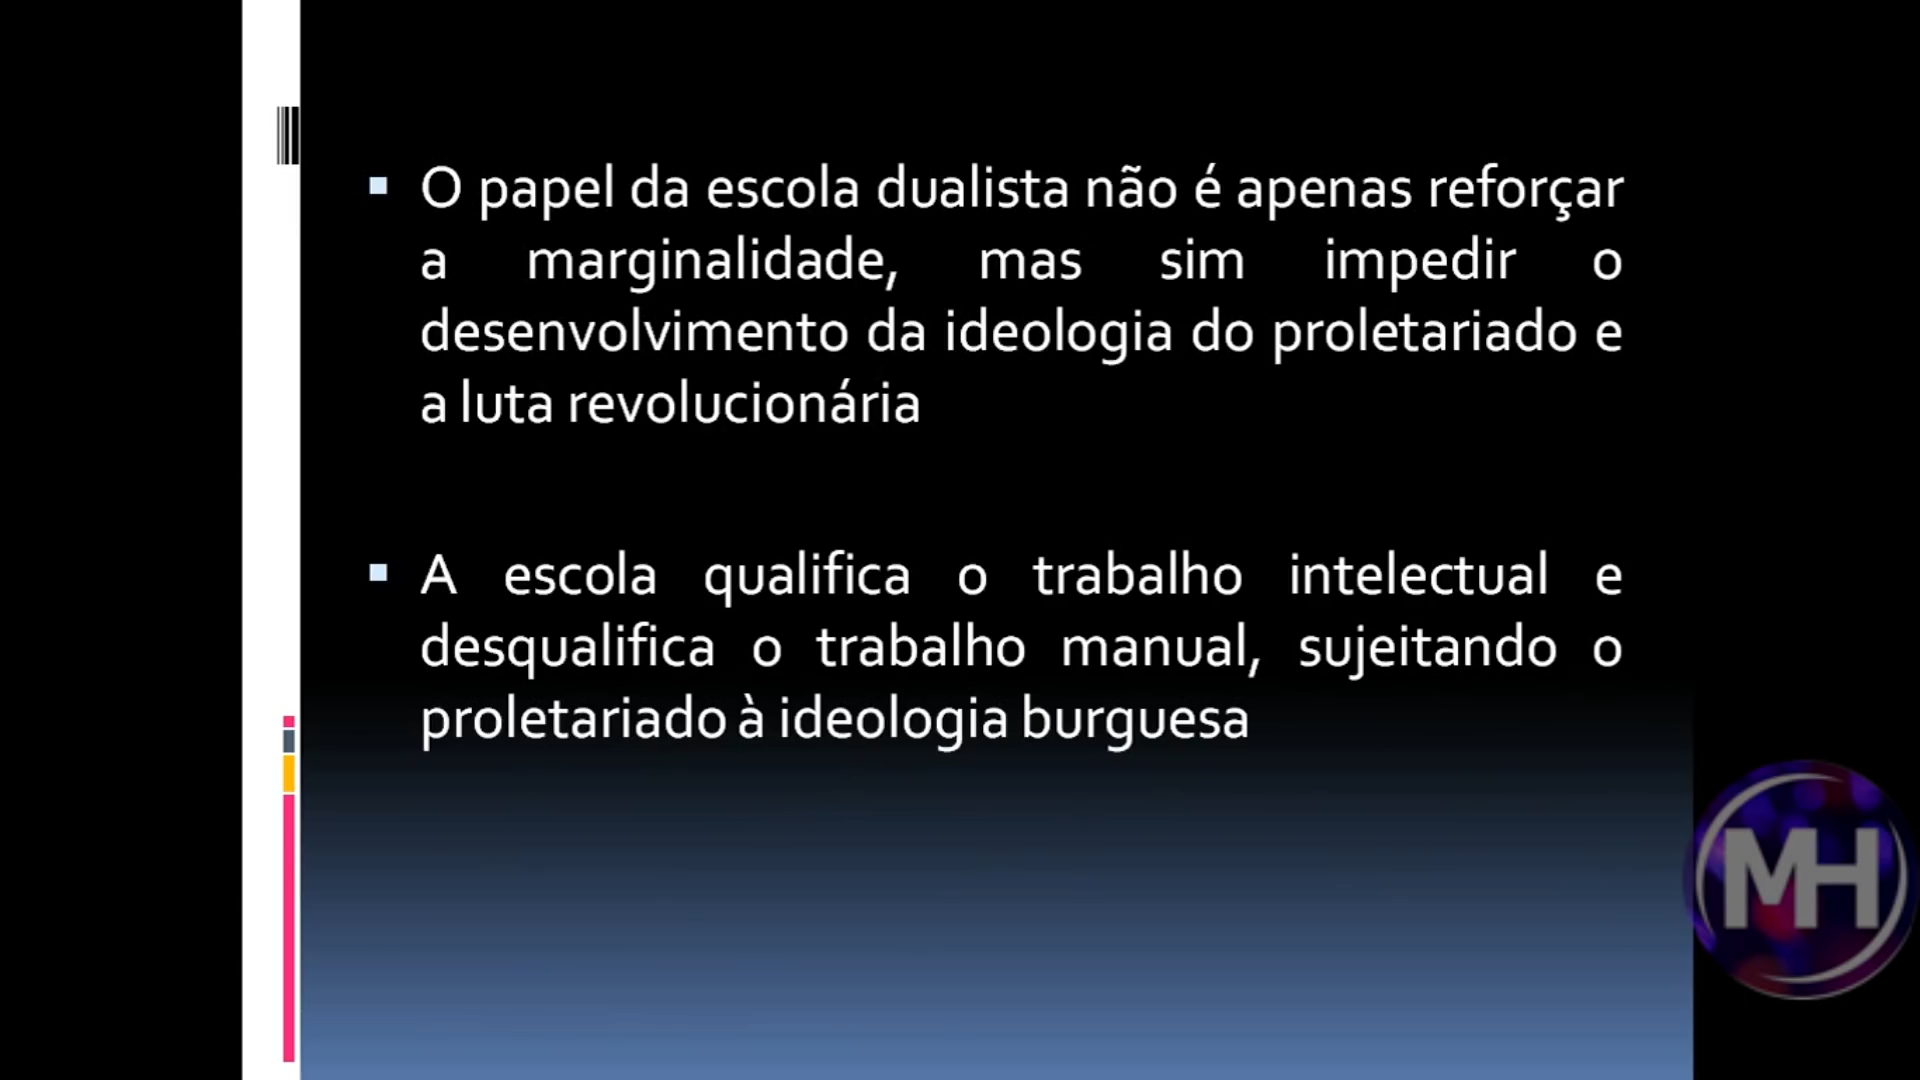 O papel da escola dualista não é apenas reforçar
a marginalidade, mas sim impedir o
desenvolvimento da ideologia do proletariado e
a luta revolucionária
A escola qualifica o trabalho intelectual e
desqualifica o trabalho manual, sujeitando o
proletariado à ideologia burguesa
MH